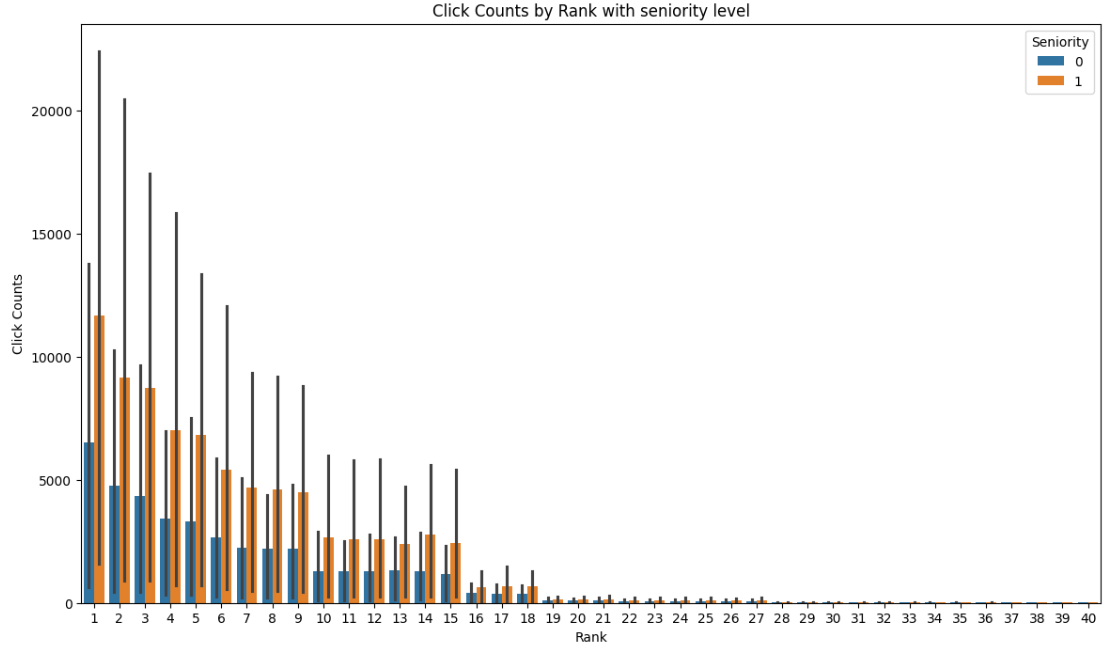 Click Counts by Rank with seniority level
Seniority
0
1
20000
15000
10000
5000
0
Click Counts
1 2 3 4 5 6 7 8 9 10 11 12 13 14 15 16 17 18 19 20 21 22 23 24 25 26 27 28 29 30 31 32 33 34 35 36 37 38 39 40
Rank